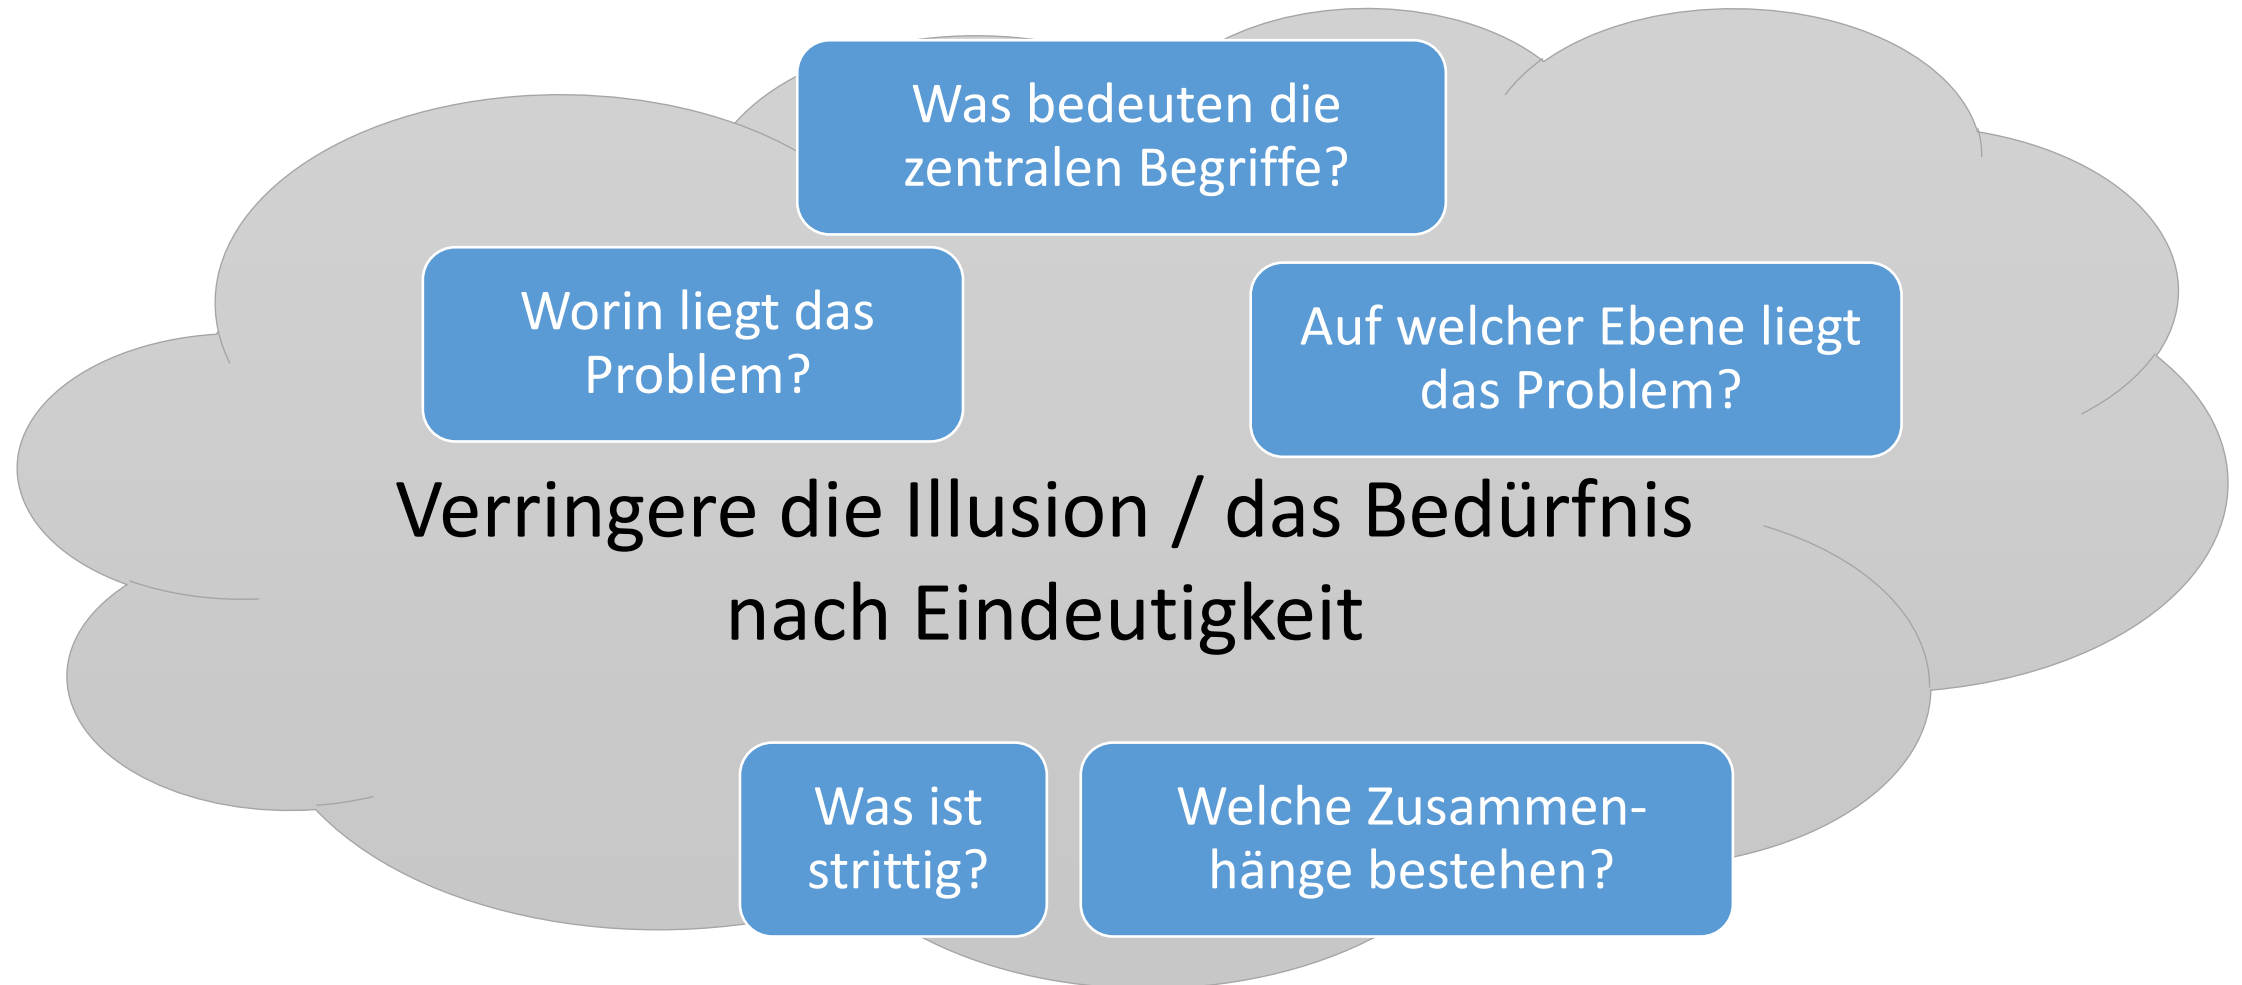 Was bedeuten die
zentralen Begriffe?
Worin liegt das
Problem?
Auf welcher Ebene liegt
das Problem?
Verringere die Illusion / das Bedürfnis
nach Eindeutigkeit
Was ist
strittig?
Welche Zusammen-
hänge bestehen?